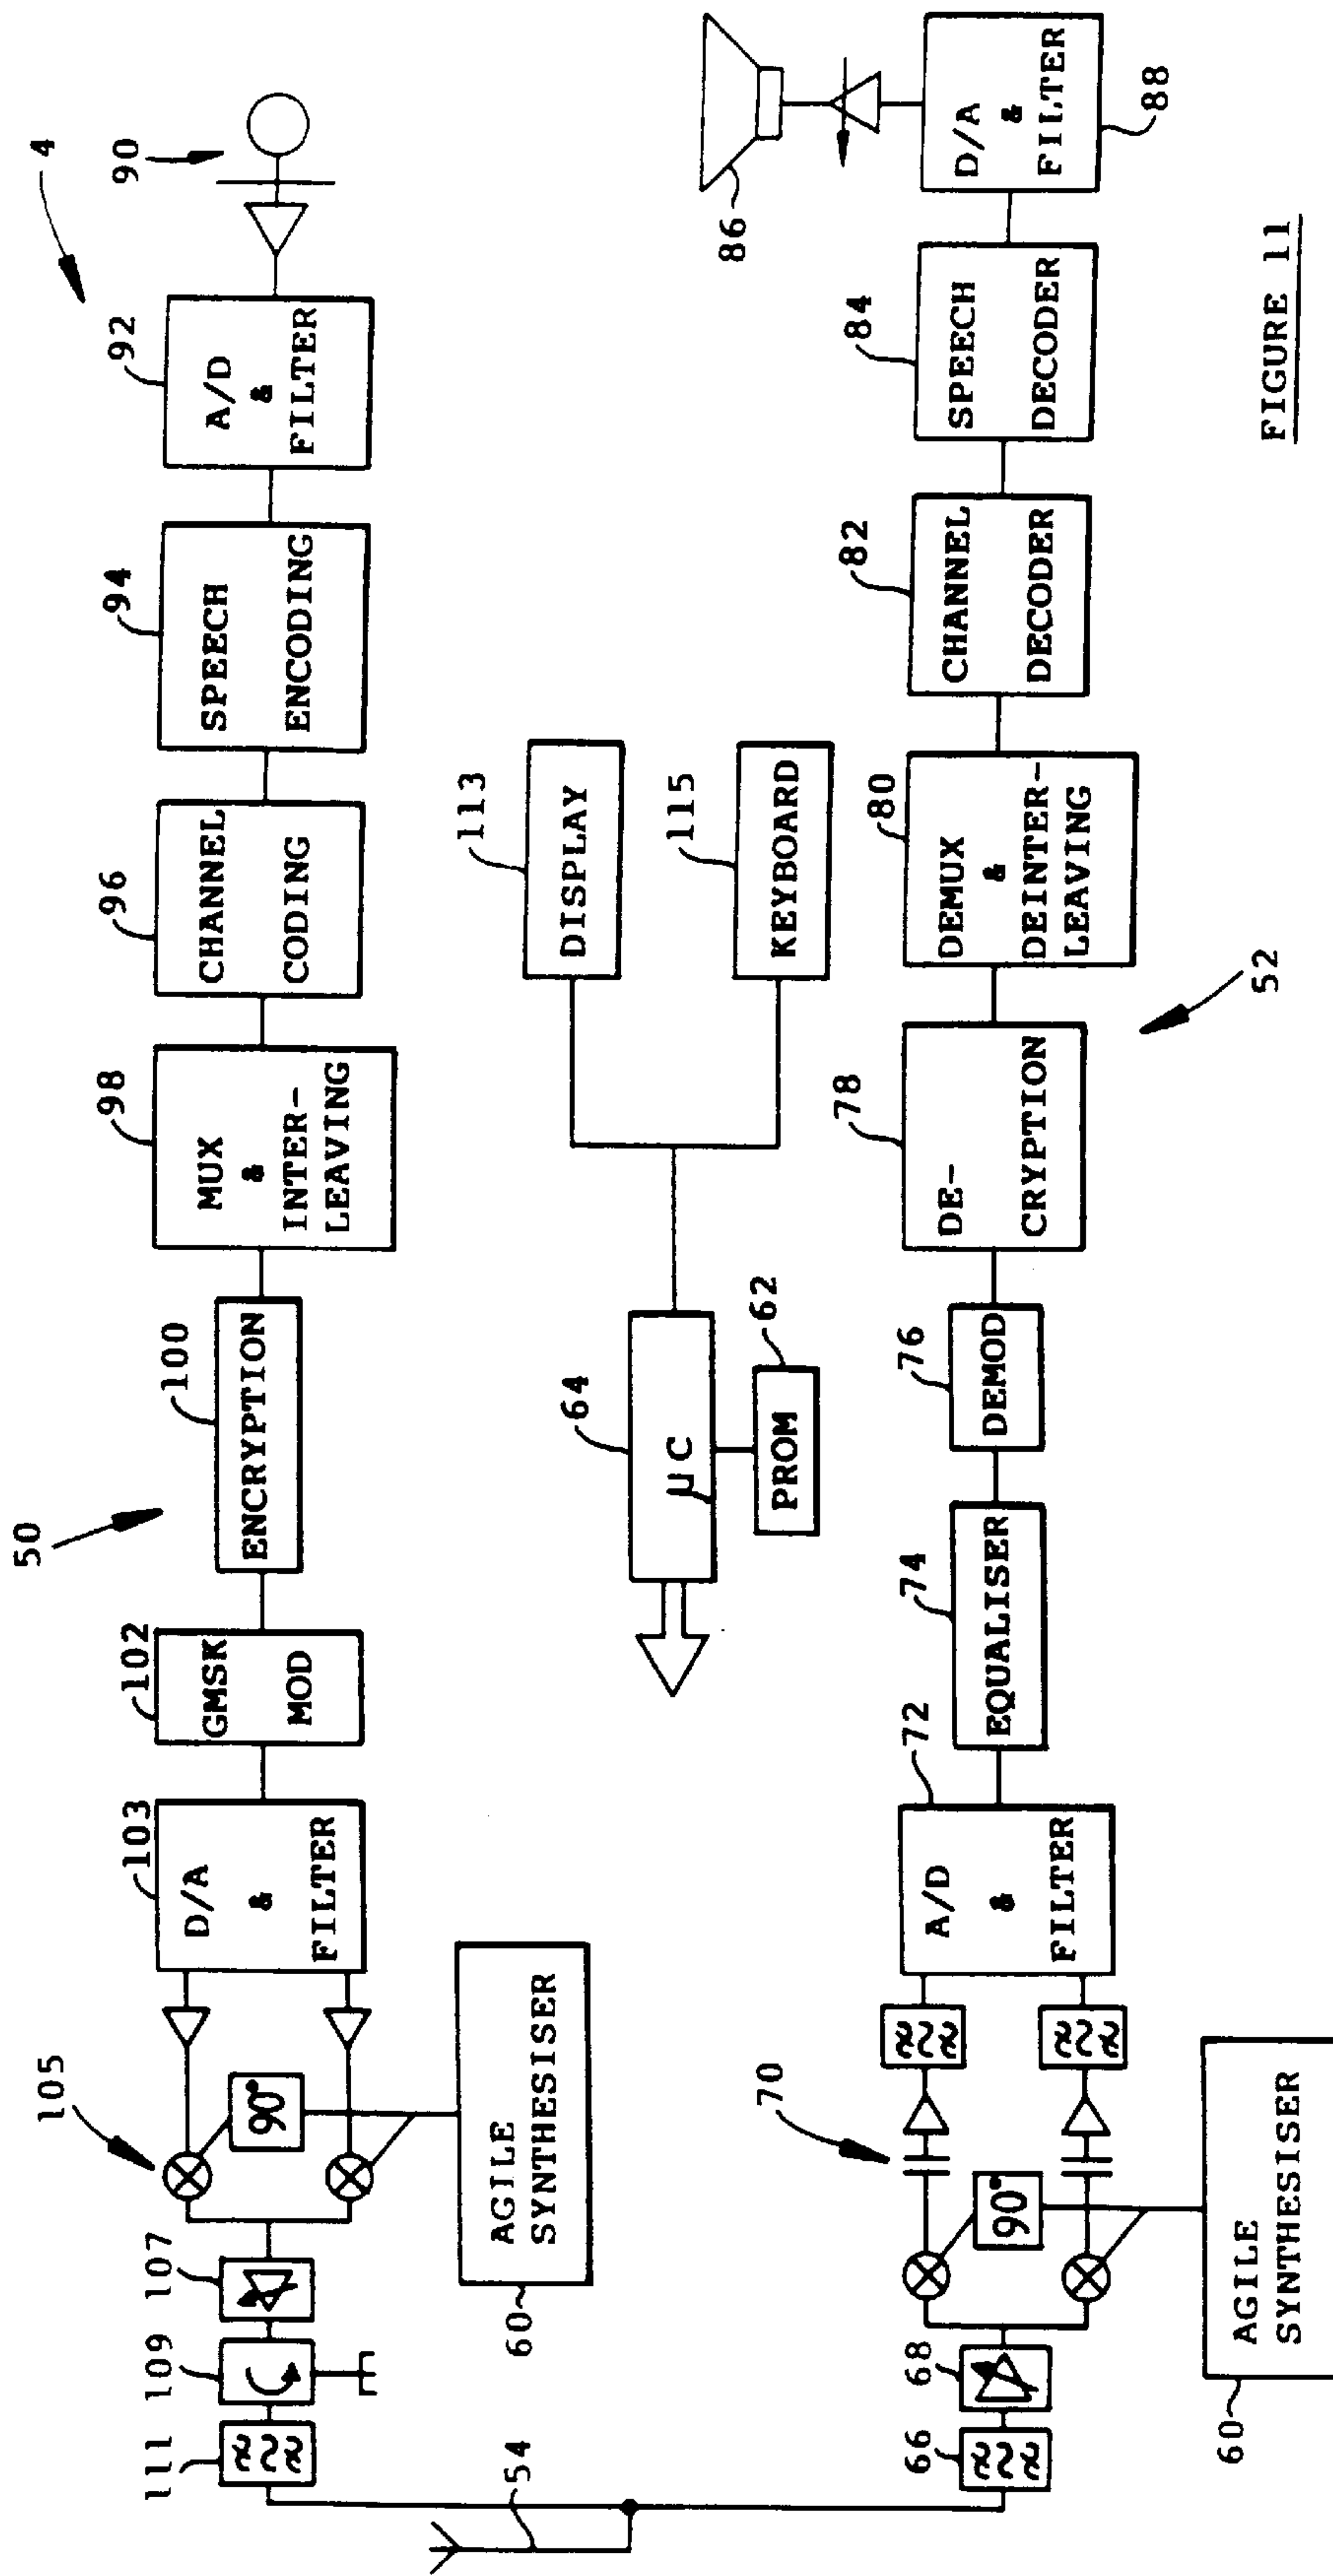 4
50
90
92
A/D
&
FILTER
94
SPEECH
ENCODING
96
CHANNEL
CODING
98
MUX
&
INTER-
LEAVING
100
ENCRYPTION
102
GMSK
MOD
103
D/A
&
FILTER
105
90°
107
109
111
AGILE
SYNTHESISER
60
54
113
DISPLAY
115
KEYBOARD
64
µC
62
PROM
66
68
70
90°
AGILE
SYNTHESISER
60
72
A/D
&
FILTER
74
EQUALISER
76
DEMOD
78
DE-
CRYPTION
80
DEMUX
&
DEINTER-
LEAVING
82
CHANNEL
DECODER
84
SPEECH
DECODER
88
D/A
&
FILTER
86
52
FIGURE 11